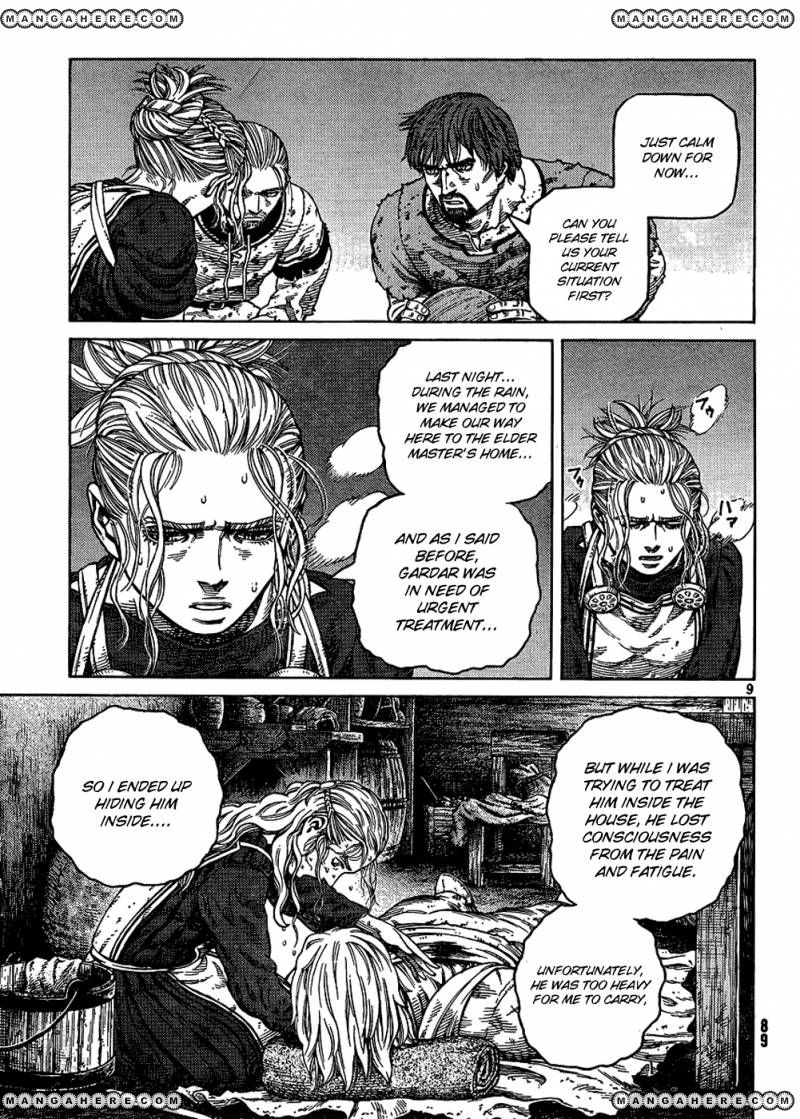 MANGAHERE.COM
MANGAHERE.COM
JUST CALM
DOWN FOR
NOW...
CAN YOU
PLEASE TELL
US YOUR
CURRENT
SITUATION
FIRST?
LAST NIGHT...
DURING THE RAIN,
WE MANAGED TO
MAKE OUR WAY
HERE TO THE ELDER
MASTER'S HOME...
AND AS I SAID
BEFORE,
GARDAR WAS
IN NEED OF
URGENT
TREATMENT...
9
BUT WHILE I WAS
TRYING TO TREAT
HIM INSIDE THE
HOUSE, HE LOST
CONSCIOUSNESS
FROM THE PAIN
AND FATIGUE.
SO I ENDED UP
HIDING HIM
INSIDE....
UNFORTUNATELY,
HE WAS TOO HEAVY
FOR ME TO CARRY,
89
MANGAHERE.COM
MANGAHERE.COM